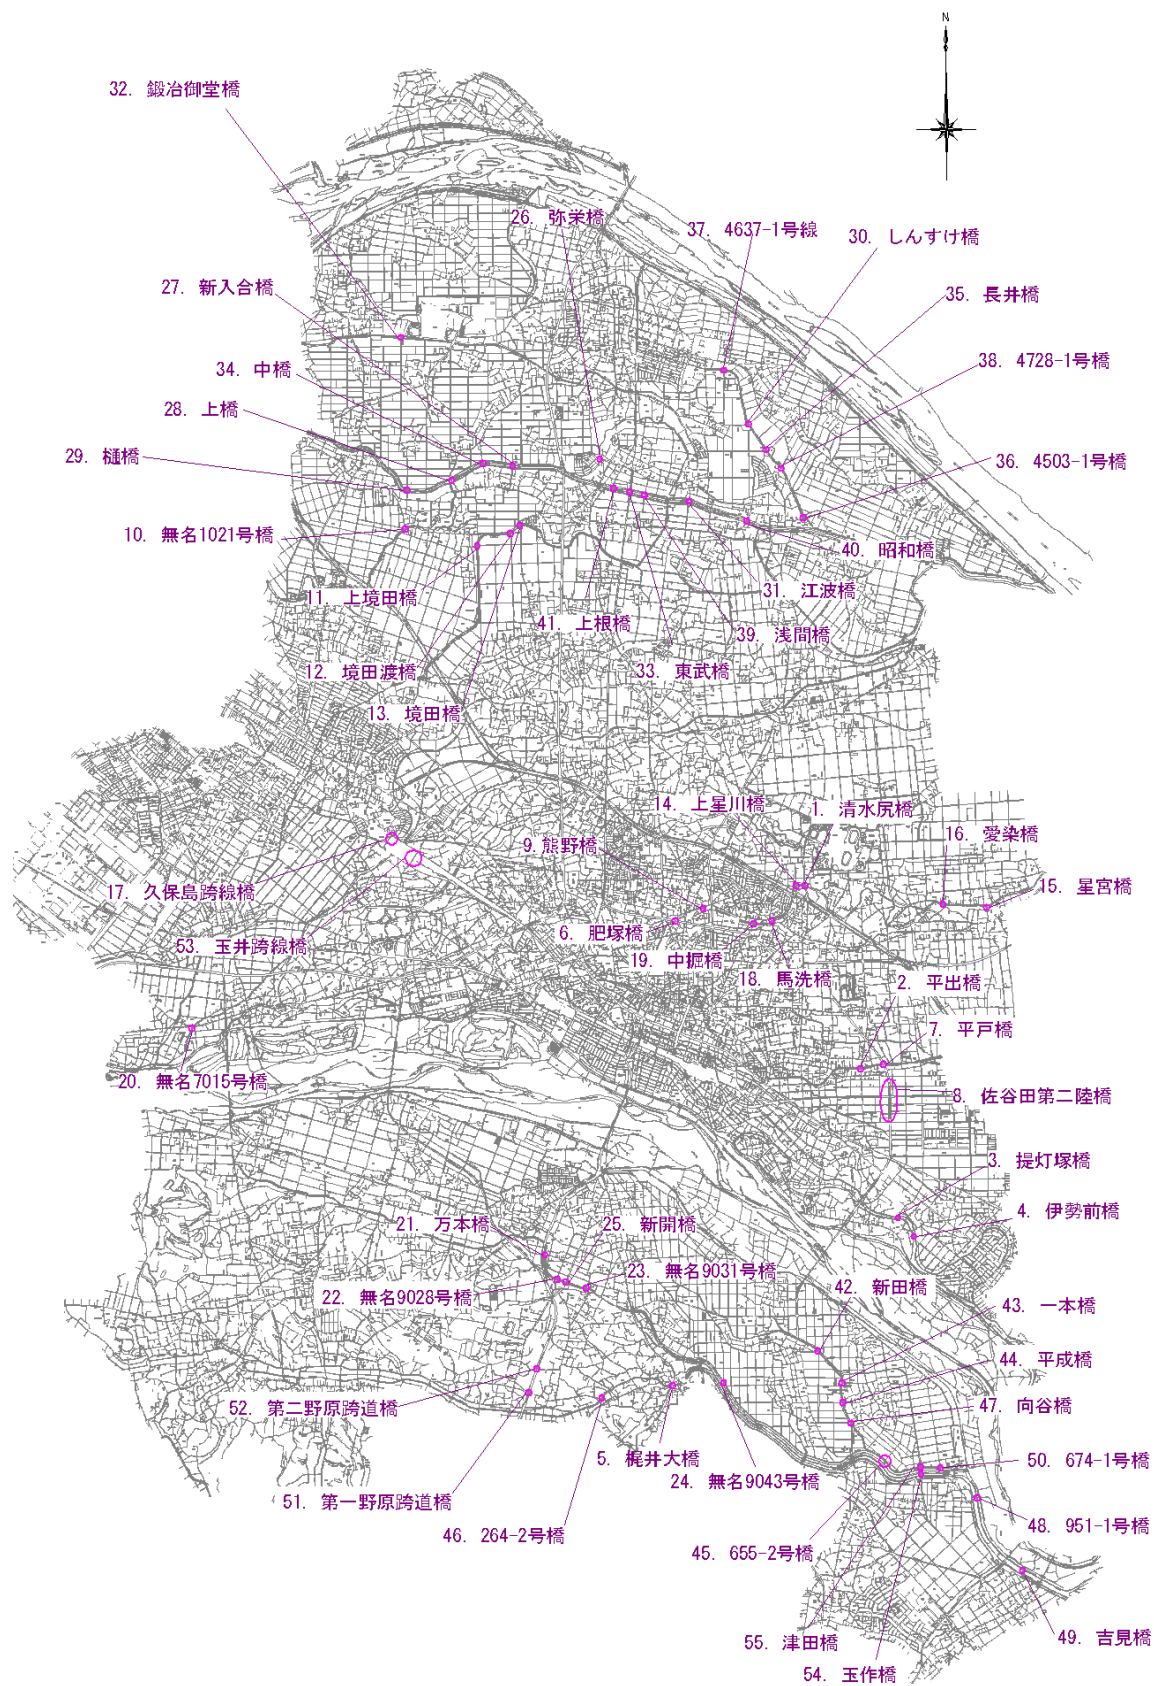 N
32. 鍛冶御堂橋
26. 弥栄橋
37. 4637-1号線
30. しんすけ橋
27. 新入合橋
35. 長井橋
34. 中橋
38. 4728-1号橋
28. 上橋
29. 樋橋
36. 4503-1号橋
10. 無名1021号橋
40. 昭和橋
11. 上境田橋
31. 江波橋
41. 上根橋
39. 浅間橋
12. 境田渡橋
33. 東武橋
13. 境田橋
14. 上星川橋
1. 清水尻橋
9. 熊野橋
16. 愛染橋
17. 久保島跨線橋
15. 星宮橋
6. 肥塚橋
53. 玉井跨線橋
19. 中掘橋
18. 馬洗橋
2. 平出橋
7. 平戸橋
20. 無名7015号橋
8. 佐谷田第二陸橋
3. 提灯塚橋
4. 伊勢前橋
21. 万本橋
25. 新開橋
23. 無名9031号橋
42. 新田橋
22. 無名9028号橋
43. 一本橋
44. 平成橋
52. 第二野原跨道橋
47. 向谷橋
5. 梶井大橋
50. 674-1号橋
24. 無名9043号橋
51. 第一野原跨道橋
48. 951-1号橋
46. 264-2号橋
45. 655-2号橋
49. 吉見橋
55. 津田橋
54. 玉作橋